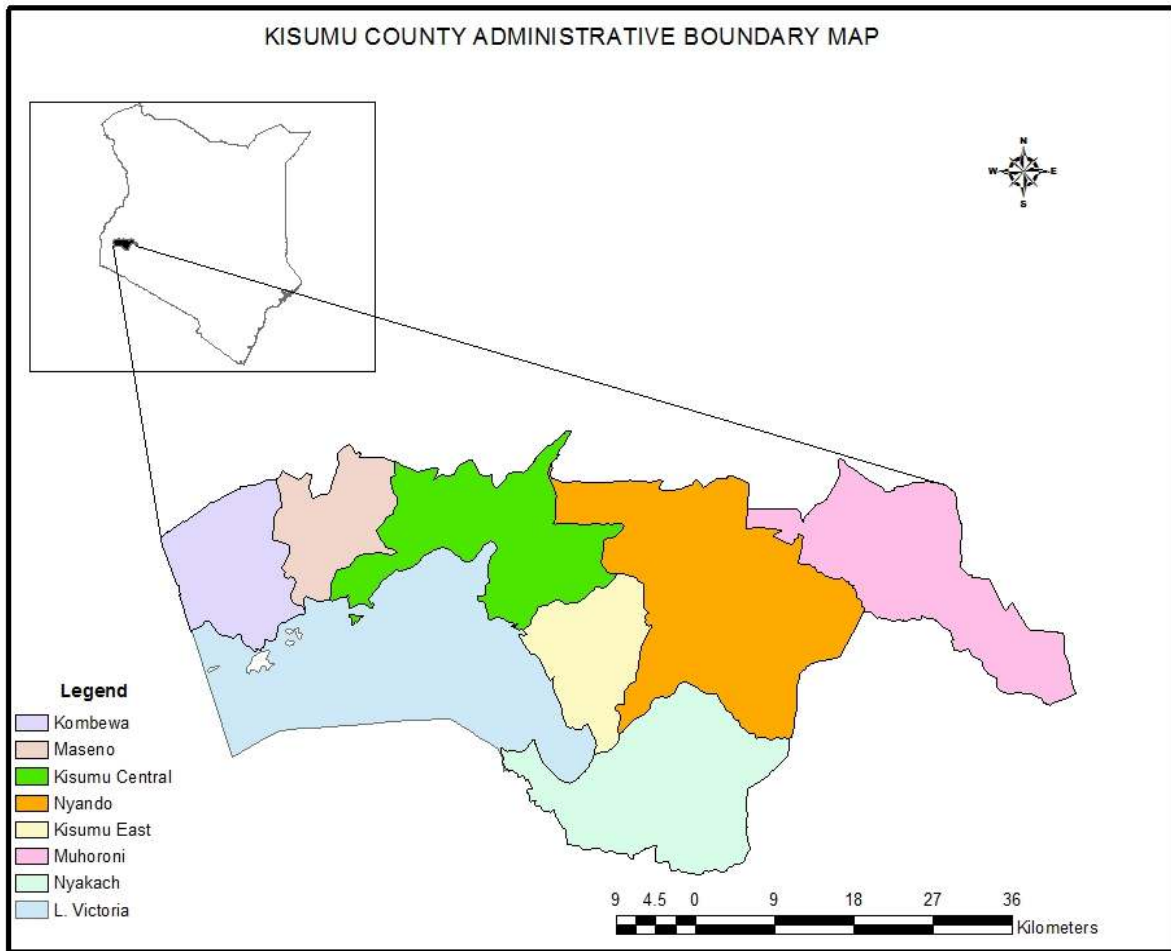 KISUMU COUNTY ADMINISTRATIVE BOUNDARY MAP
N
W E
S
Legend
Kombewa
Maseno
Kisumu Central
Nyando
Kisumu East
Muhoroni
Nyakach
L. Victoria
9 4.5 0 9 18 27 36
Kilometers